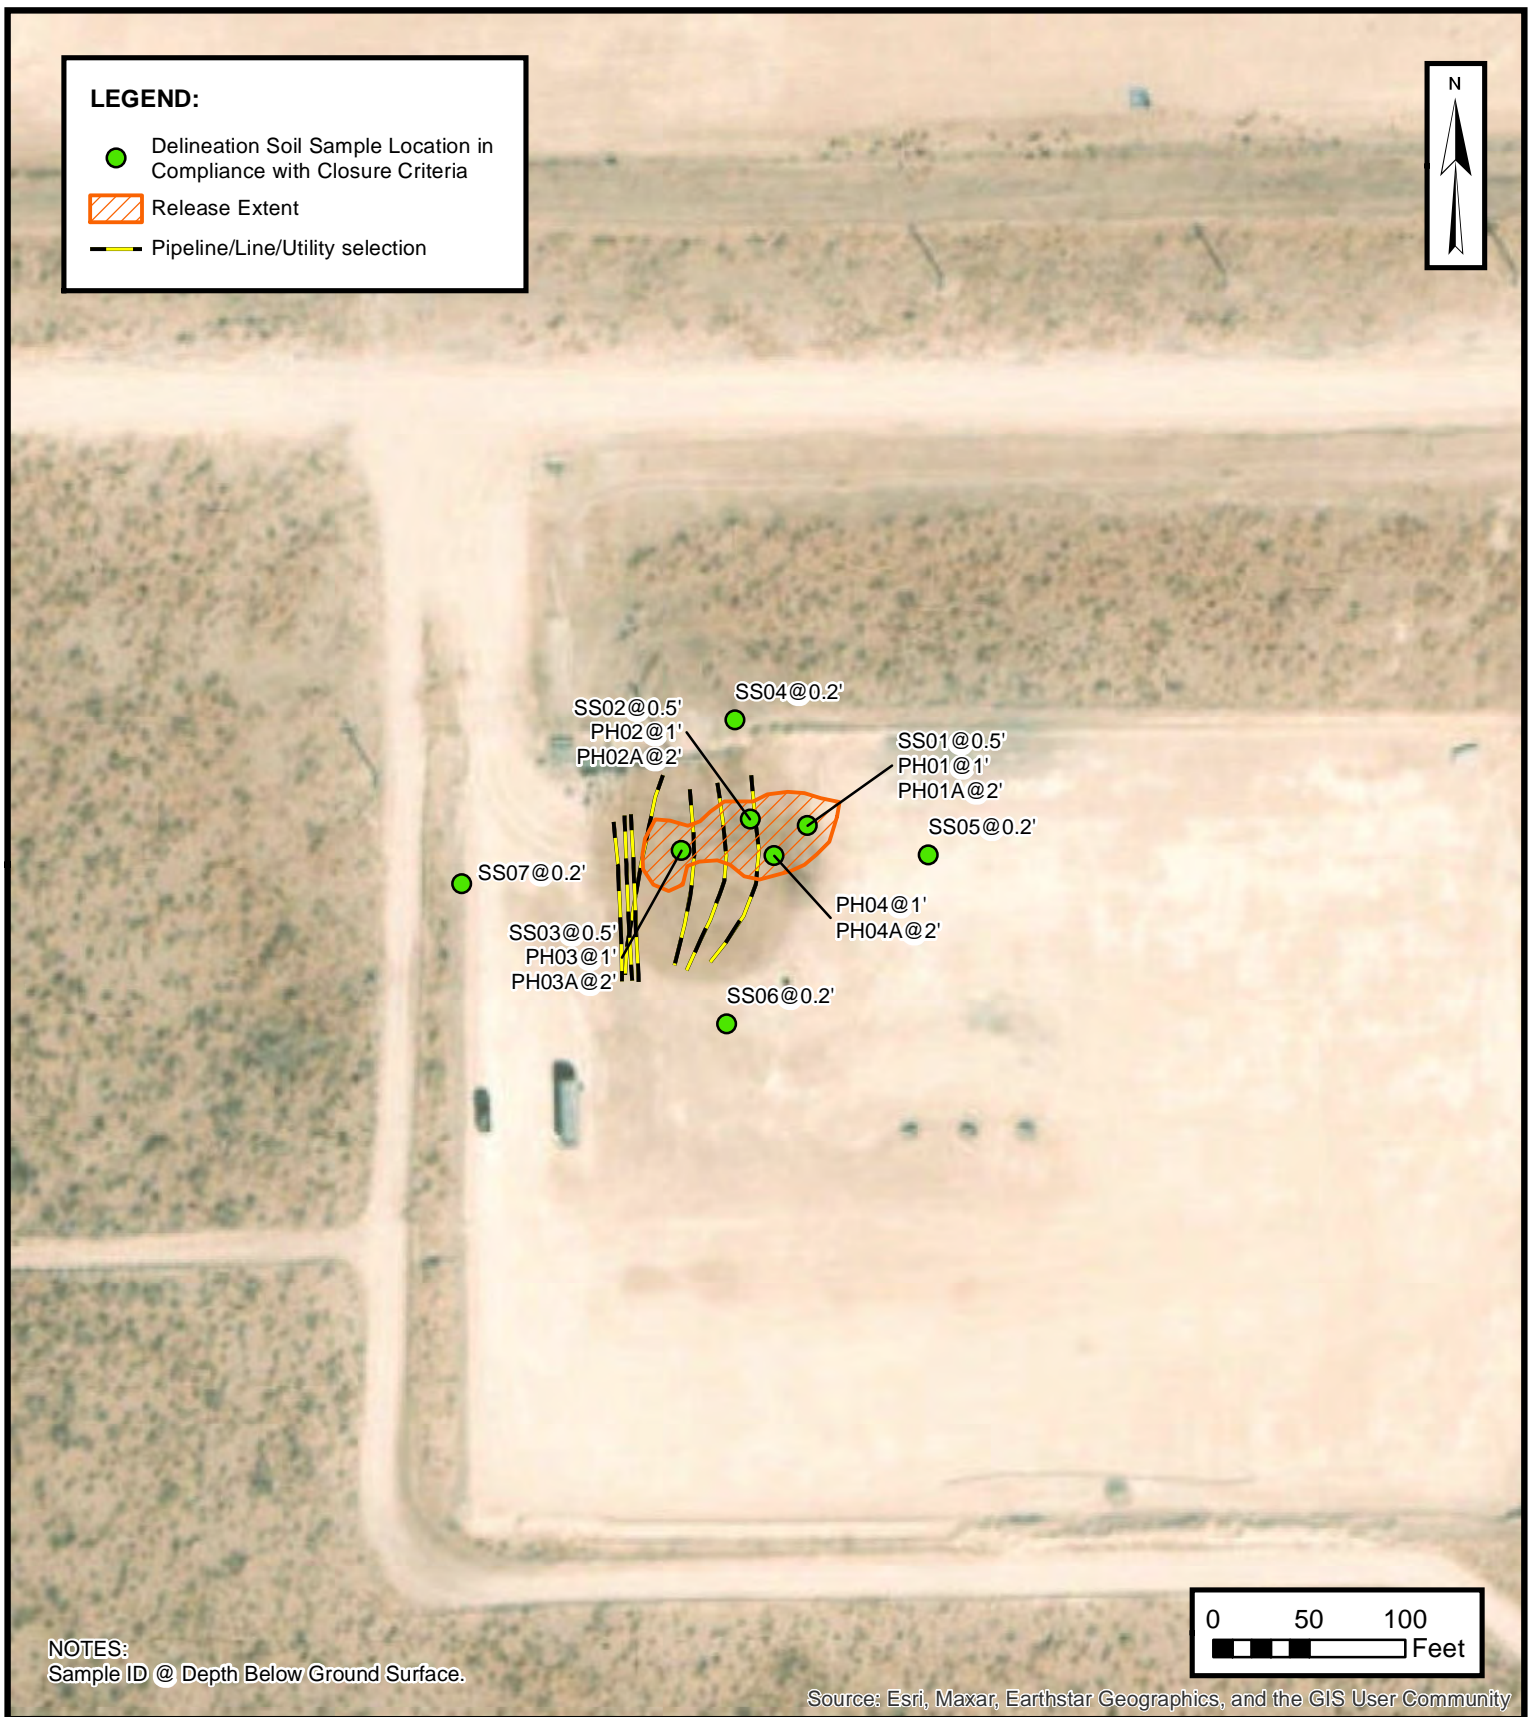 LEGEND:
Delineation Soil Sample Location in
Compliance with Closure Criteria
Release Extent
Pipeline/Line/Utility selection
N
SS04@0.2'
SS02@0.5'
PH02@1'
PH02A@2'
SS01@0.5'
PH01@1'
PH01A@2'
SS05@0.2'
SS07@0.2'
PH04@1'
PH04A@2'
SS03@0.5'
PH03@1'
PH03A@2'
SS06@0.2'
0 50 100
Feet
NOTES:
Sample ID @ Depth Below Ground Surface.
Source: Esri, Maxar, Earthstar Geographics, and the GIS User Community